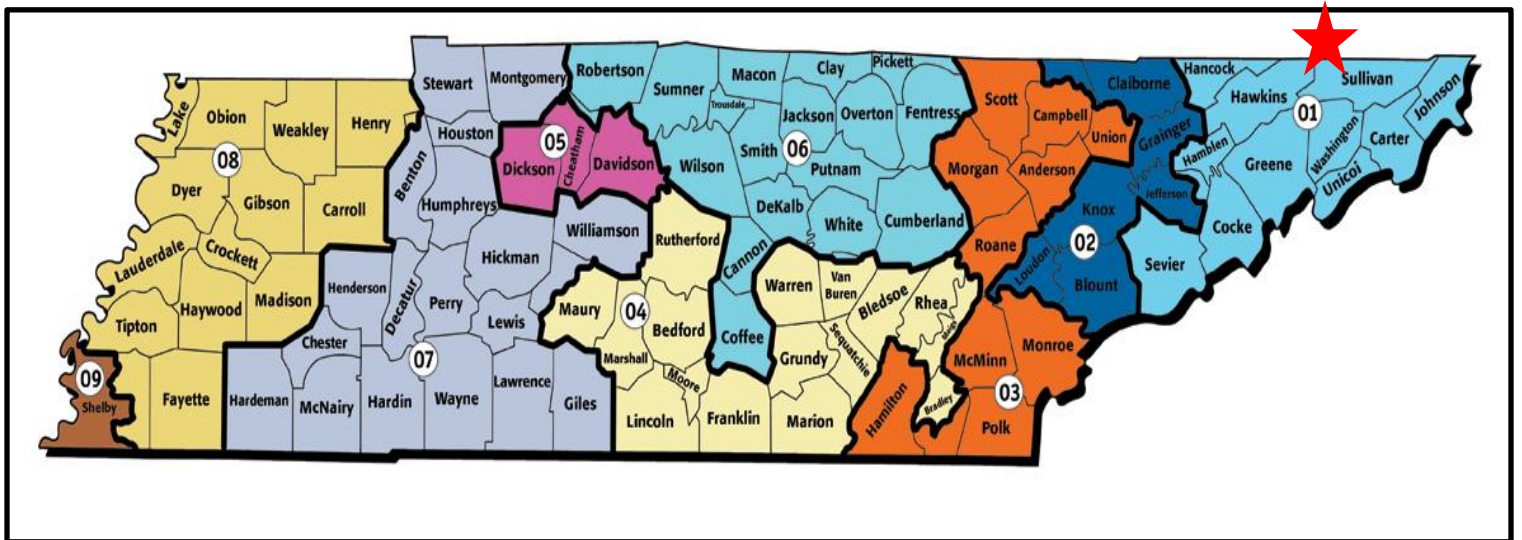 Stewart
Montgomery
Robertson
Sumner
Macon
Trousdale
Clay
Pickett
Jackson
Overton
Fentress
Scott
Campbell
Claiborne
Union
Hancock
Hawkins
Sullivan
01
Johnson
Carter
Washington
Unicoi
Greene
Hamblen
Grainger
Jefferson
Cocke
Sevier
Lake
Obion
Weakley
Henry
08
Dyer
Gibson
Carroll
Lauderdale
Crockett
Haywood
Madison
Tipton
Fayette
09
Shelby
Houston
Benton
Humphreys
05
Dickson
Cheatham
Davidson
Wilson
Smith
06
Putnam
DeKalb
White
Cumberland
Cannon
Coffee
Morgan
Anderson
Roane
Knox
02
Loudon
Blount
Williamson
Hickman
Henderson
Decatur
Perry
Lewis
Chester
07
Hardeman
McNairy
Hardin
Wayne
Lawrence
Giles
Rutherford
Maury
04
Bedford
Marshall
Moore
Lincoln
Franklin
Marion
Warren
Van
Buren
Bledsoe
Rhea
Meigs
Sequatchie
Grundy
Hamilton
Bradley
McMinn
Monroe
03
Polk